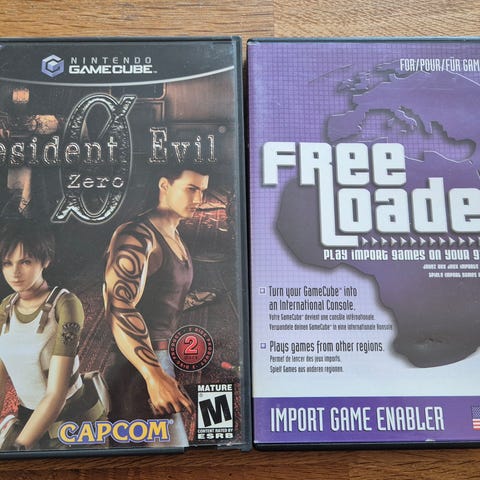 NINTENDO
GAMECUBE
esident Evil
Zero
2
MATURE
M
CONTENT RATED BY
ESRB
CAPCOM
FOR/POUR/FÜR GAM
FREE
Loade
PLAY IMPORT GAMES ON YOUR G
Turn your GameCube into
an International Console.
Votre GameCube devient une console internationale.
Verwandele deinen GameCube in eine internationale Konsole
Plays games from other regions.
Permet de lancer des jeux imports.
Spielt Games aus anderen regionen.
IMPORT GAME ENABLER